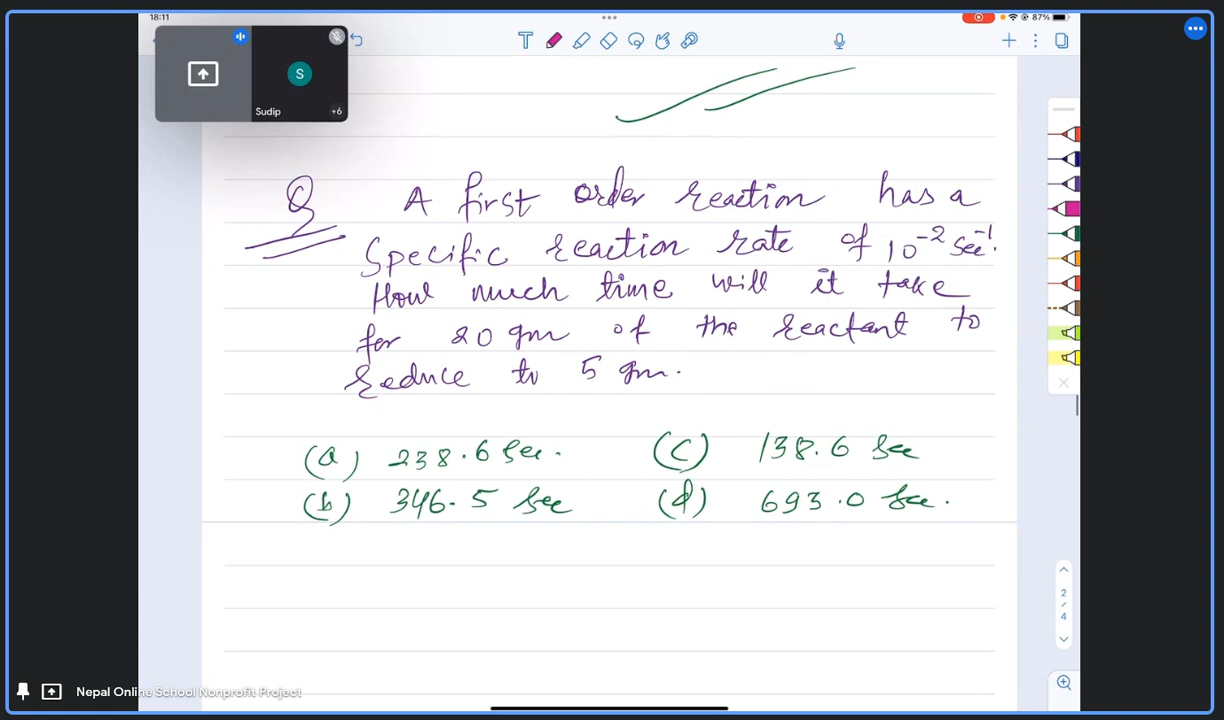 18:11
87%
S
Sudip
+6
Q A first order reaction has a
specific reaction rate of 10⁻² sec⁻¹.
How much time will it take
for 20 gm of the reactant to
reduce to 5 gm.
(a) 238.6 sec. (c) 138.6 sec
(b) 346.5 sec (d) 693.0 sec.
2
/
4
Nepal Online School Nonprofit Project